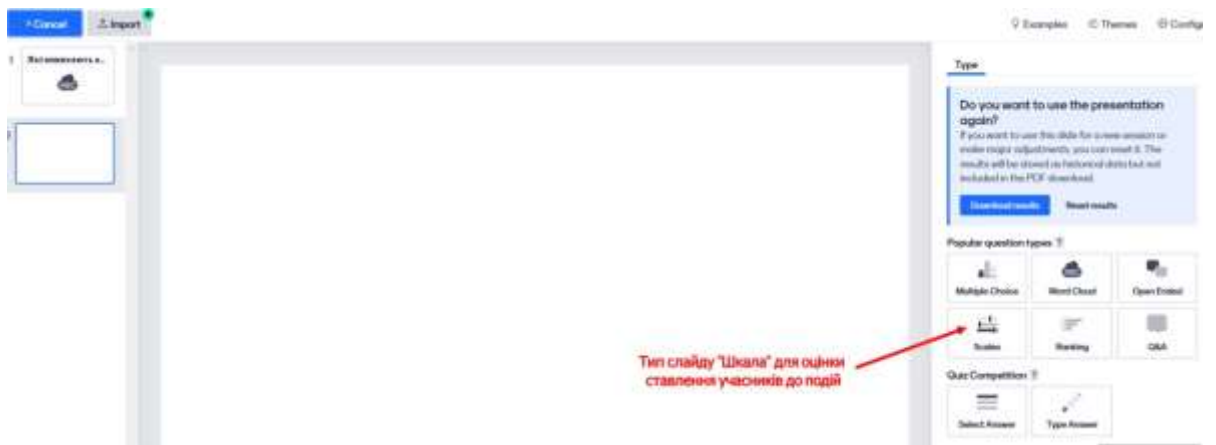 Cancel
Import
Examples
Themes
1
Type
Do you want to use the presentation
again?
If you want to use this slide for a new session or
make major adjustments, you can reset it. The
results will be stored as historical data but not
included in the PDF download.
Download results
Reset results
Popular question types ?
Multiple Choice
Word Cloud
Open Ended
Scales
Ranking
Q&A
Тип слайду "Шкала" для оцінки
ставлення учасників до подій
Quiz Competition ?
Select Answer
Type Answer